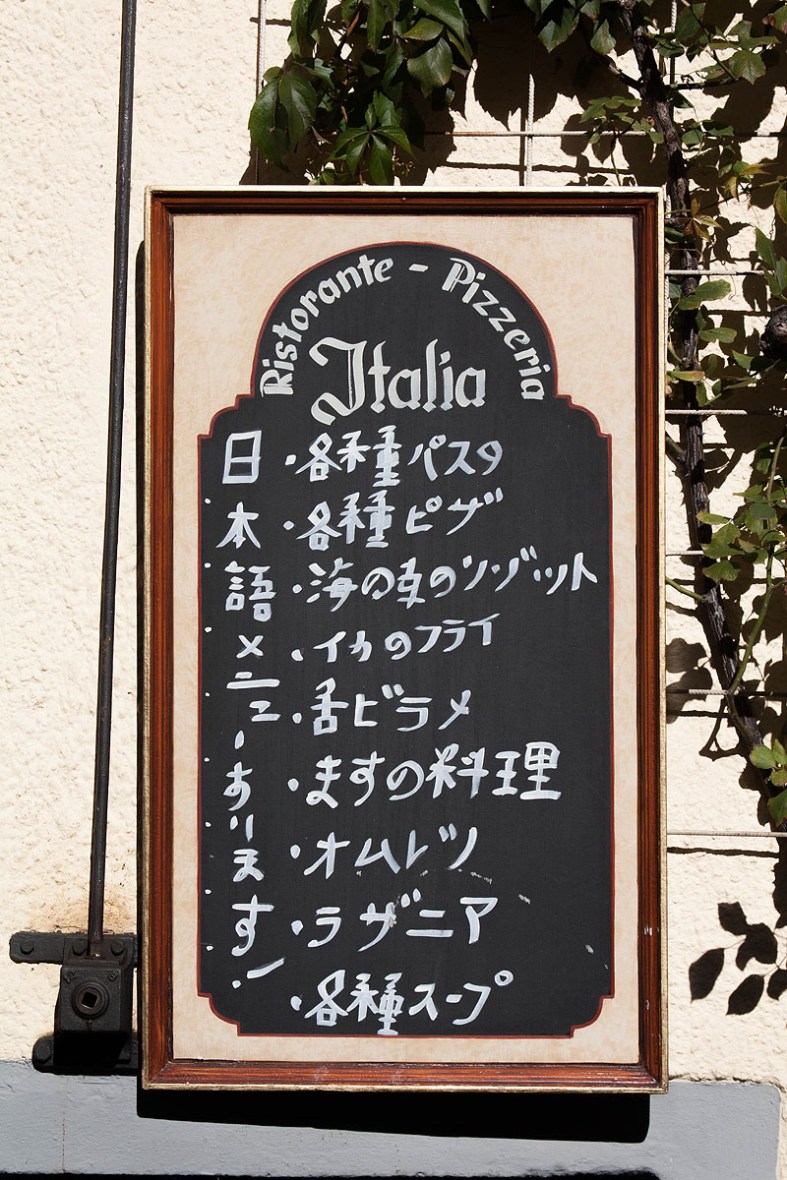 Ristorante - Pizzeria
Italia
日本語メニューあります!
・各種パスタ
・各種ピザ
・海の友のリゾット
・イカのフライ
・舌ビラメ
・ますの料理
・オムレツ
・ラザニア
・各種スープ